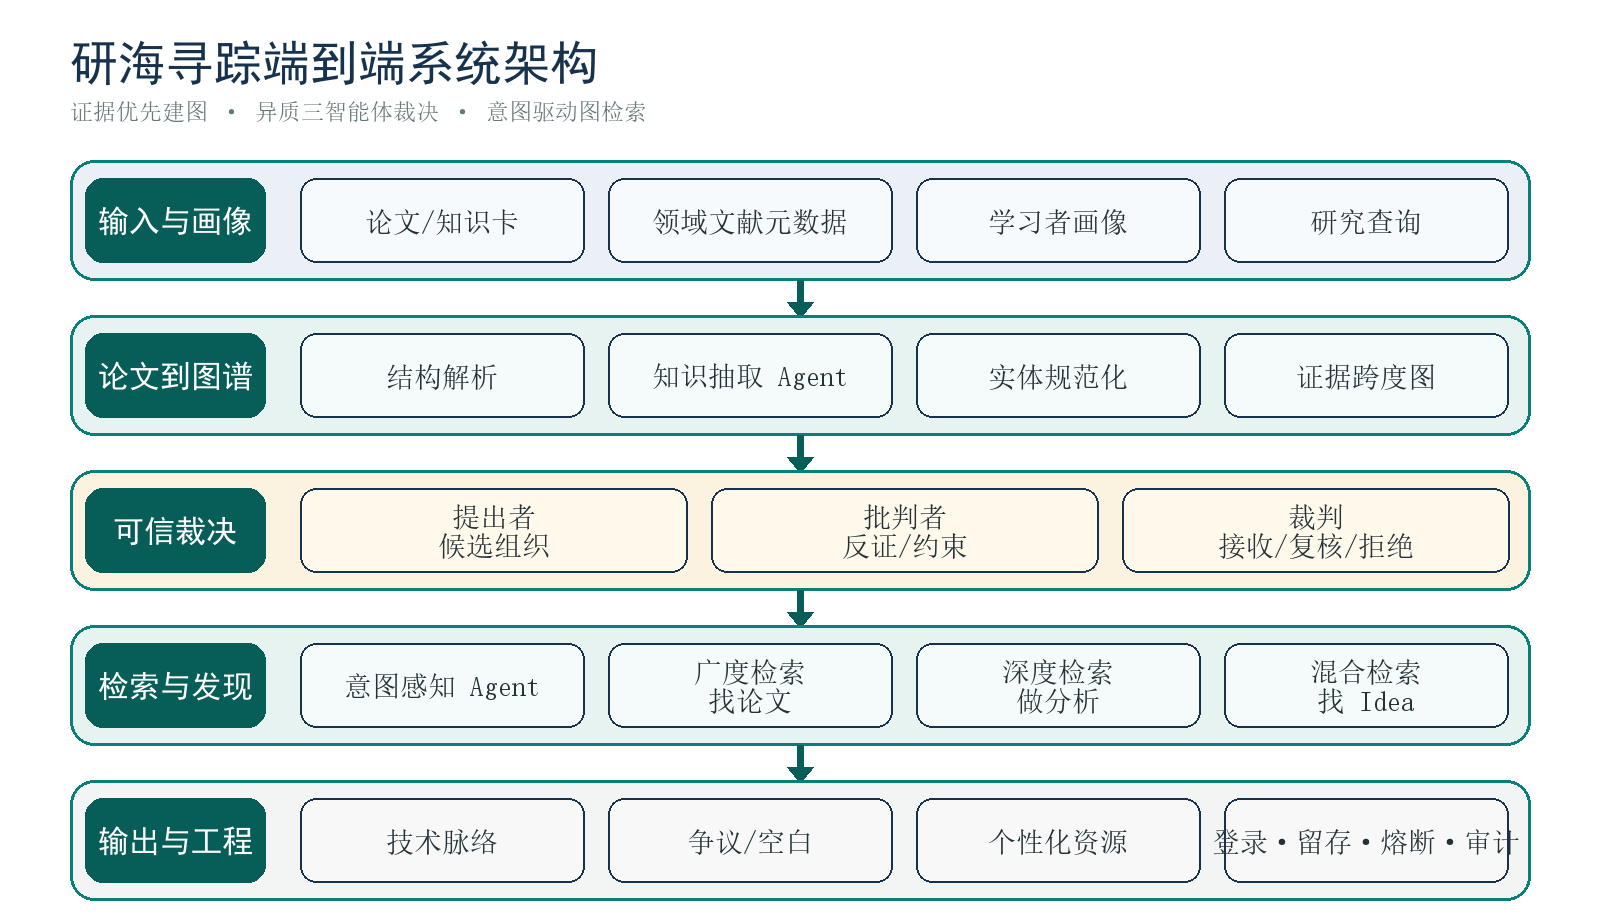 研海寻踪端到端系统架构
证据优先建图 • 异质三智能体裁决 • 意图驱动图检索
输入与画像
论文/知识卡
领域文献元数据
学习者画像
研究查询
论文到图谱
结构解析
知识抽取 Agent
实体规范化
证据跨度图
可信裁决
提出者
候选组织
批判者
反证/约束
裁判
接收/复核/拒绝
检索与发现
意图感知 Agent
广度检索
找论文
深度检索
做分析
混合检索
找 Idea
输出与工程
技术脉络
争议/空白
个性化资源
登录•留存•熔断•审计